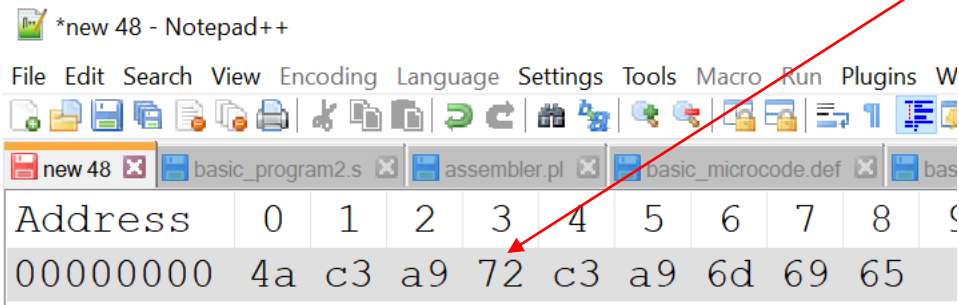 *new 48 - Notepad++
File Edit Search View Encoding Language Settings Tools Macro Run Plugins W
new 48 basic_program2.s assembler.pl basic_microcode.def bas
Address 0 1 2 3 4 5 6 7 8
00000000 4a c3 a9 72 c3 a9 6d 69 65